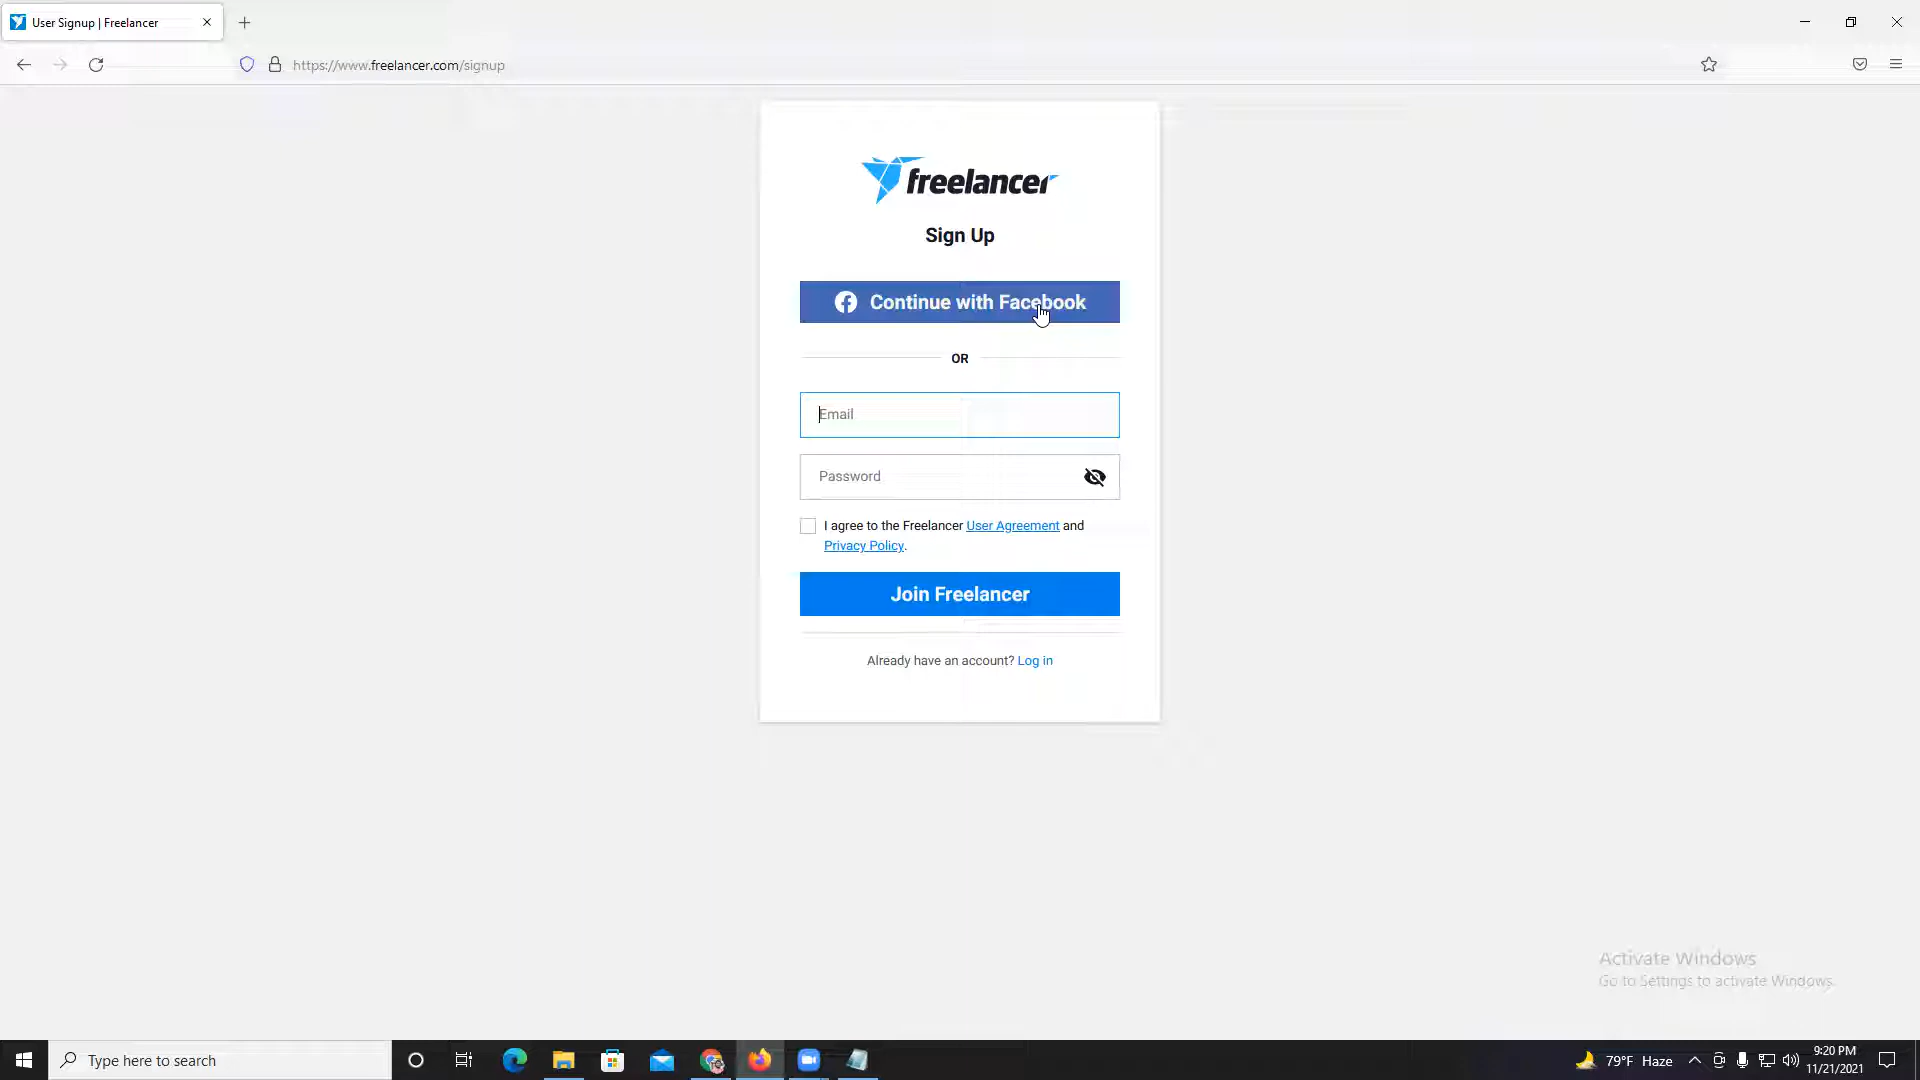 User Signup | Freelancer
https://www.freelancer.com/signup
freelancer
Sign Up
Continue with Facebook
OR
Email
Password
I agree to the Freelancer User Agreement and
Privacy Policy.
Join Freelancer
Already have an account? Log in
Activate Windows
Go to Settings to activate Windows.
Type here to search
79°F Haze
9:20 PM
11/21/2021